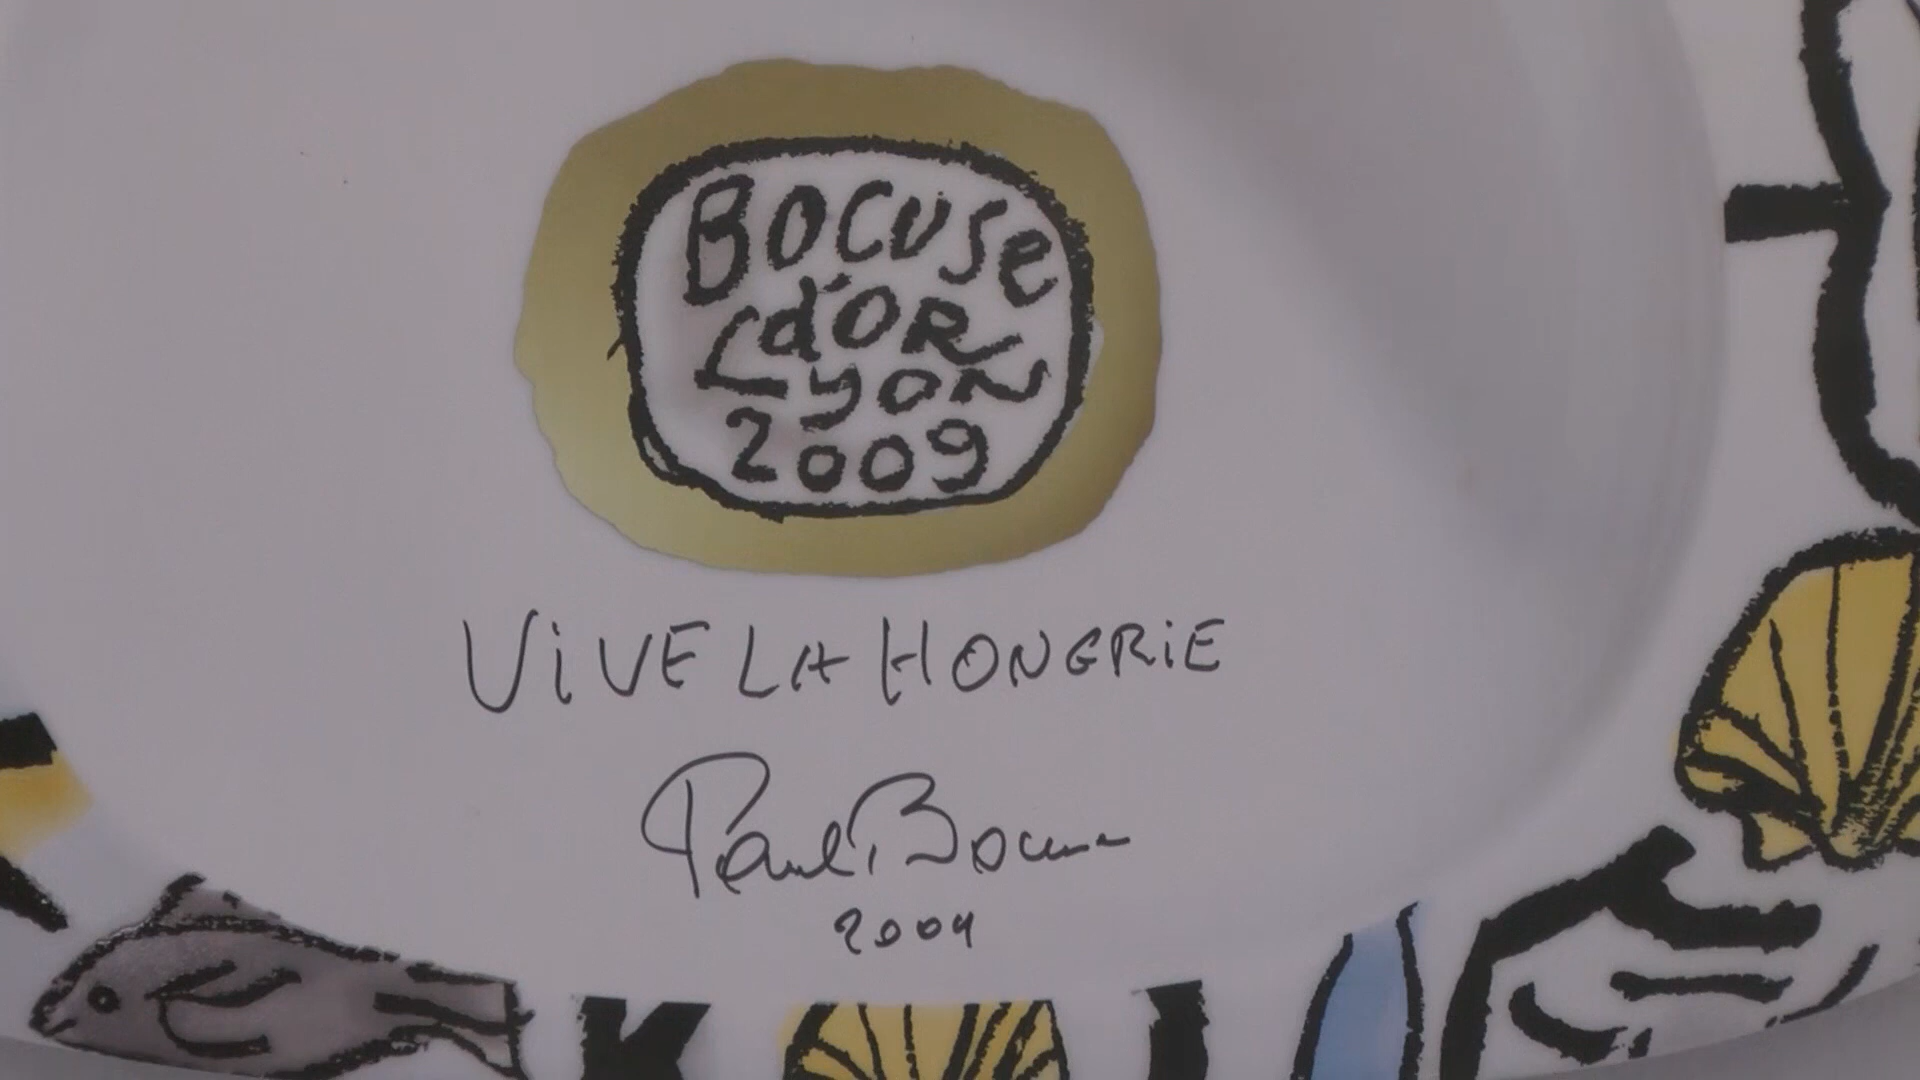 BOCUSE
d'OR
Lyon
2009
ViVE LA HONGRiE
Paul Bocuse
2009